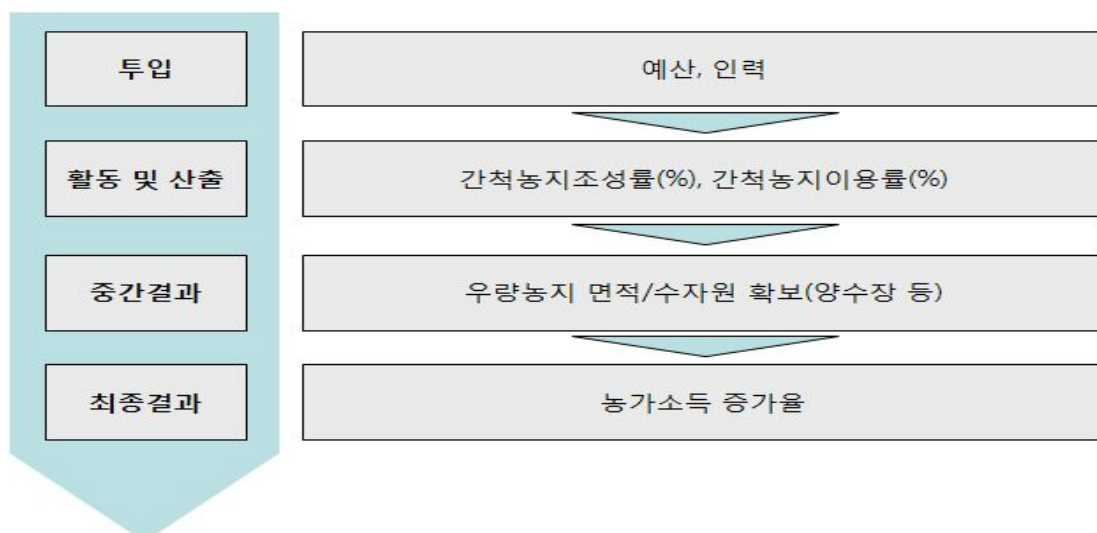 투입
예산, 인력
활동 및 산출
간척농지조성률(%), 간척농지이용률(%)
중간결과
우량농지 면적/수자원 확보(양수장 등)
최종결과
농가소득 증가율